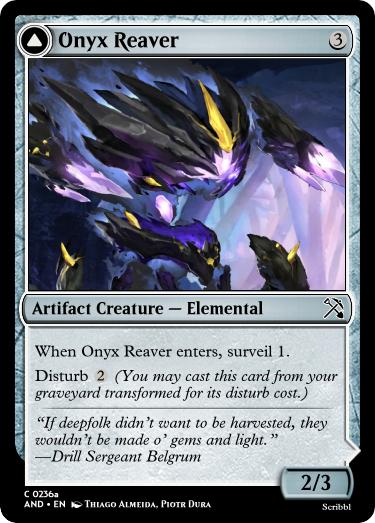 Onyx Reaver 3
Artifact Creature — Elemental
When Onyx Reaver enters, surveil 1.
Disturb 2 (You may cast this card from your
graveyard transformed for its disturb cost.)
"If deepfolk didn't want to be harvested, they
wouldn't be made o' gems and light."
—Drill Sergeant Belgrum
2/3
C 0236a
AND • EN Thiago Almeida, Piotr Dura
Scribbl